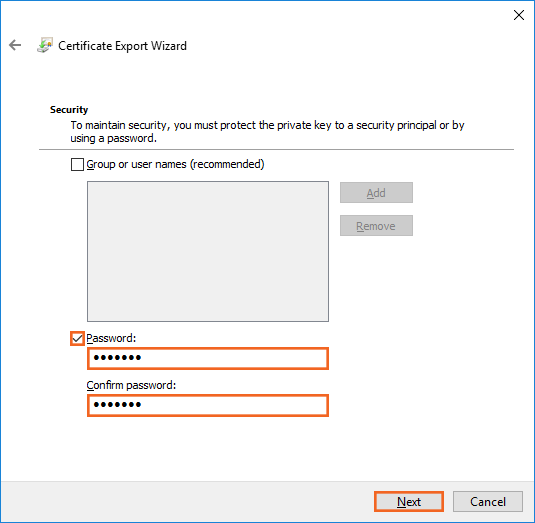 Certificate Export Wizard
Security
To maintain security, you must protect the private key to a security principal or by
using a password.
Group or user names (recommended)
Add
Remove
Password:
•••••••
Confirm password:
•••••••
Next
Cancel